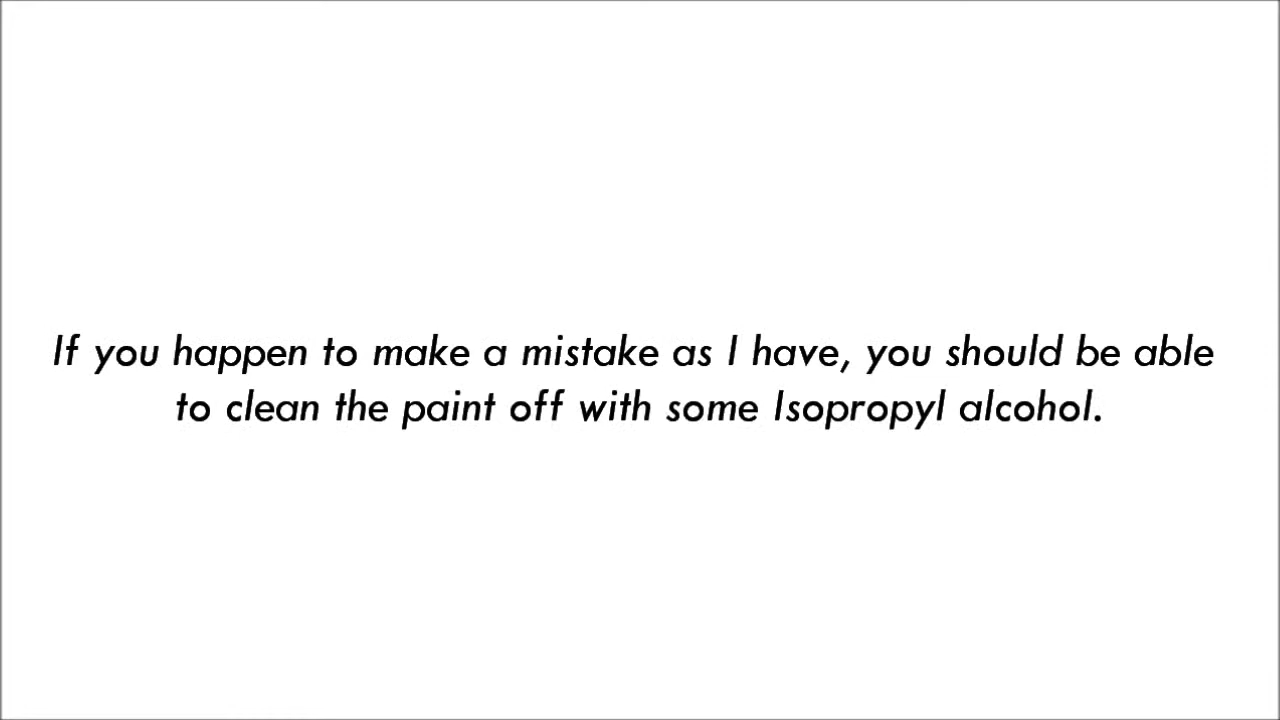 If you happen to make a mistake as I have, you should be able
to clean the paint off with some Isopropyl alcohol.